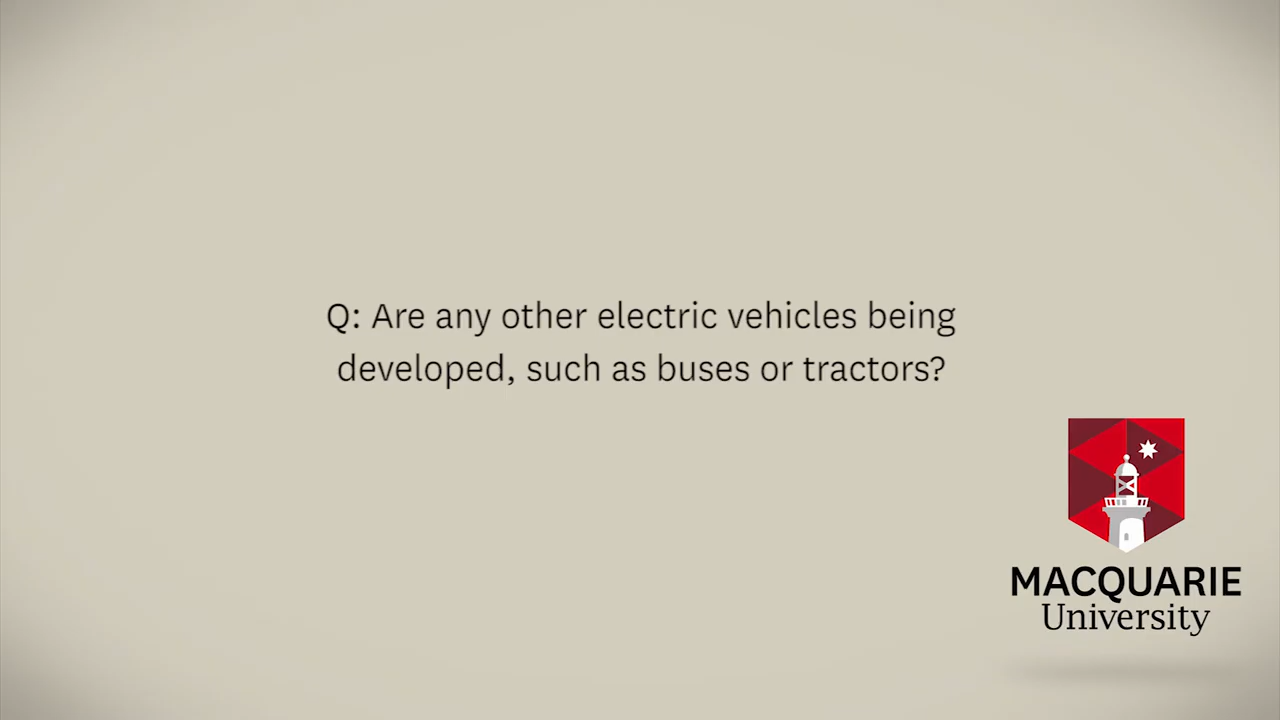 Q: Are any other electric vehicles being
developed, such as buses or tractors?
MACQUARIE
University